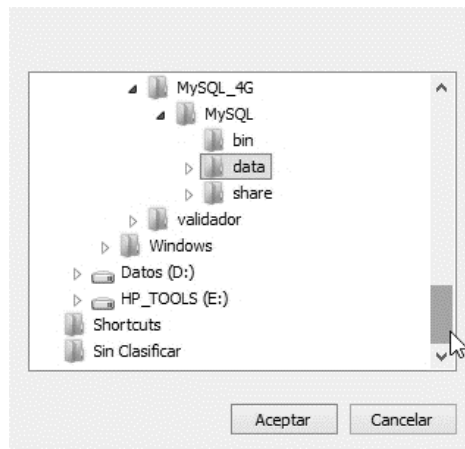 MySQL_4G
MySQL
bin
data
share
validador
Windows
Datos (D:)
HP_TOOLS (E:)
Shortcuts
Sin Clasificar
Aceptar Cancelar